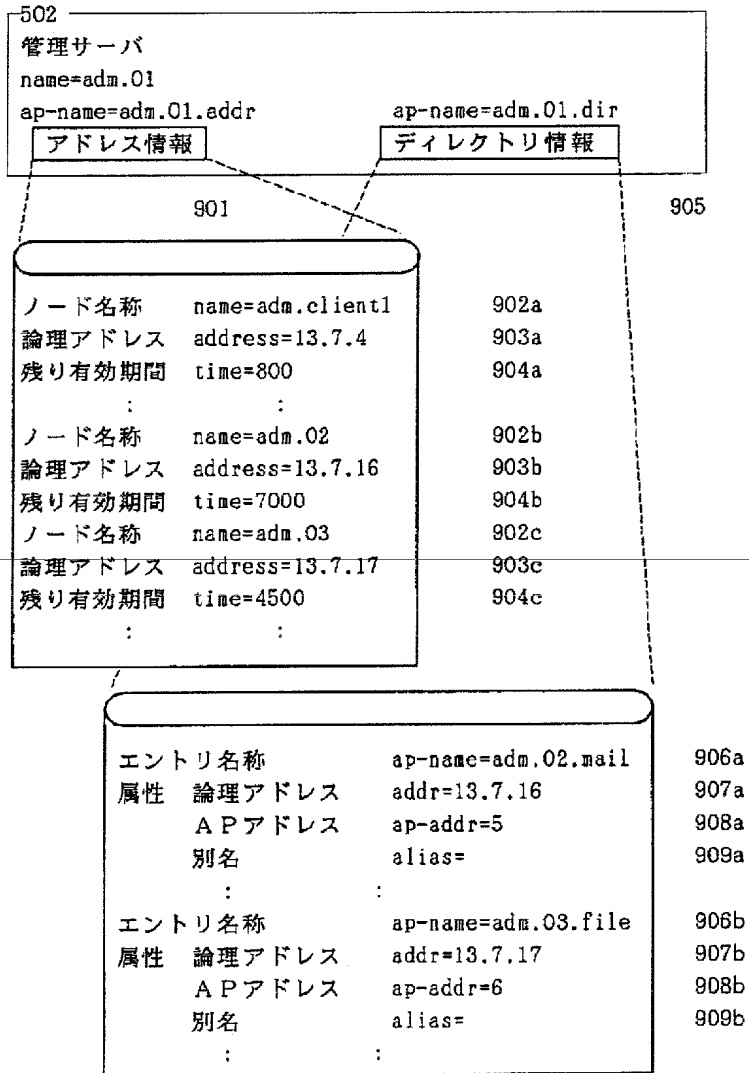 502
管理サーバ
name=adm.01
ap-name=adm.01.addr ap-name=adm.01.dir
アドレス情報 ディレクトリ情報
901 905
ノード名称 name=adm.client1 902a
論理アドレス address=13.7.4 903a
残り有効期間 time=800 904a
: :
ノード名称 name=adm.02 902b
論理アドレス address=13.7.16 903b
残り有効期間 time=7000 904b
ノード名称 name=adm.03 902c
論理アドレス address=13.7.17 903c
残り有効期間 time=4500 904c
: :
エントリ名称 ap-name=adm.02.mail 906a
属性 論理アドレス addr=13.7.16 907a
APアドレス ap-addr=5 908a
別名 alias= 909a
: :
エントリ名称 ap-name=adm.03.file 906b
属性 論理アドレス addr=13.7.17 907b
APアドレス ap-addr=6 908b
別名 alias= 909b
: :